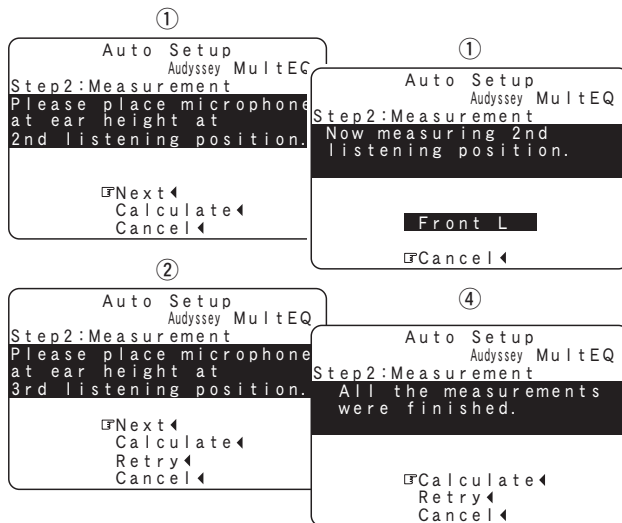 ①
Auto Setup
Audyssey MultEQ
Step2:Measurement
Please place microphone
at ear height at
2nd listening position.
☞Next◀
Calculate◀
Cancel◀
①
Auto Setup
Audyssey MultEQ
Step2:Measurement
Now measuring 2nd
listening position.
Front L
☞Cancel◀
②
Auto Setup
Audyssey MultEQ
Step2:Measurement
Please place microphone
at ear height at
3rd listening position.
☞Next◀
Calculate◀
Retry◀
Cancel◀
④
Auto Setup
Audyssey MultEQ
Step2:Measurement
All the measurements
were finished.
☞Calculate◀
Retry◀
Cancel◀